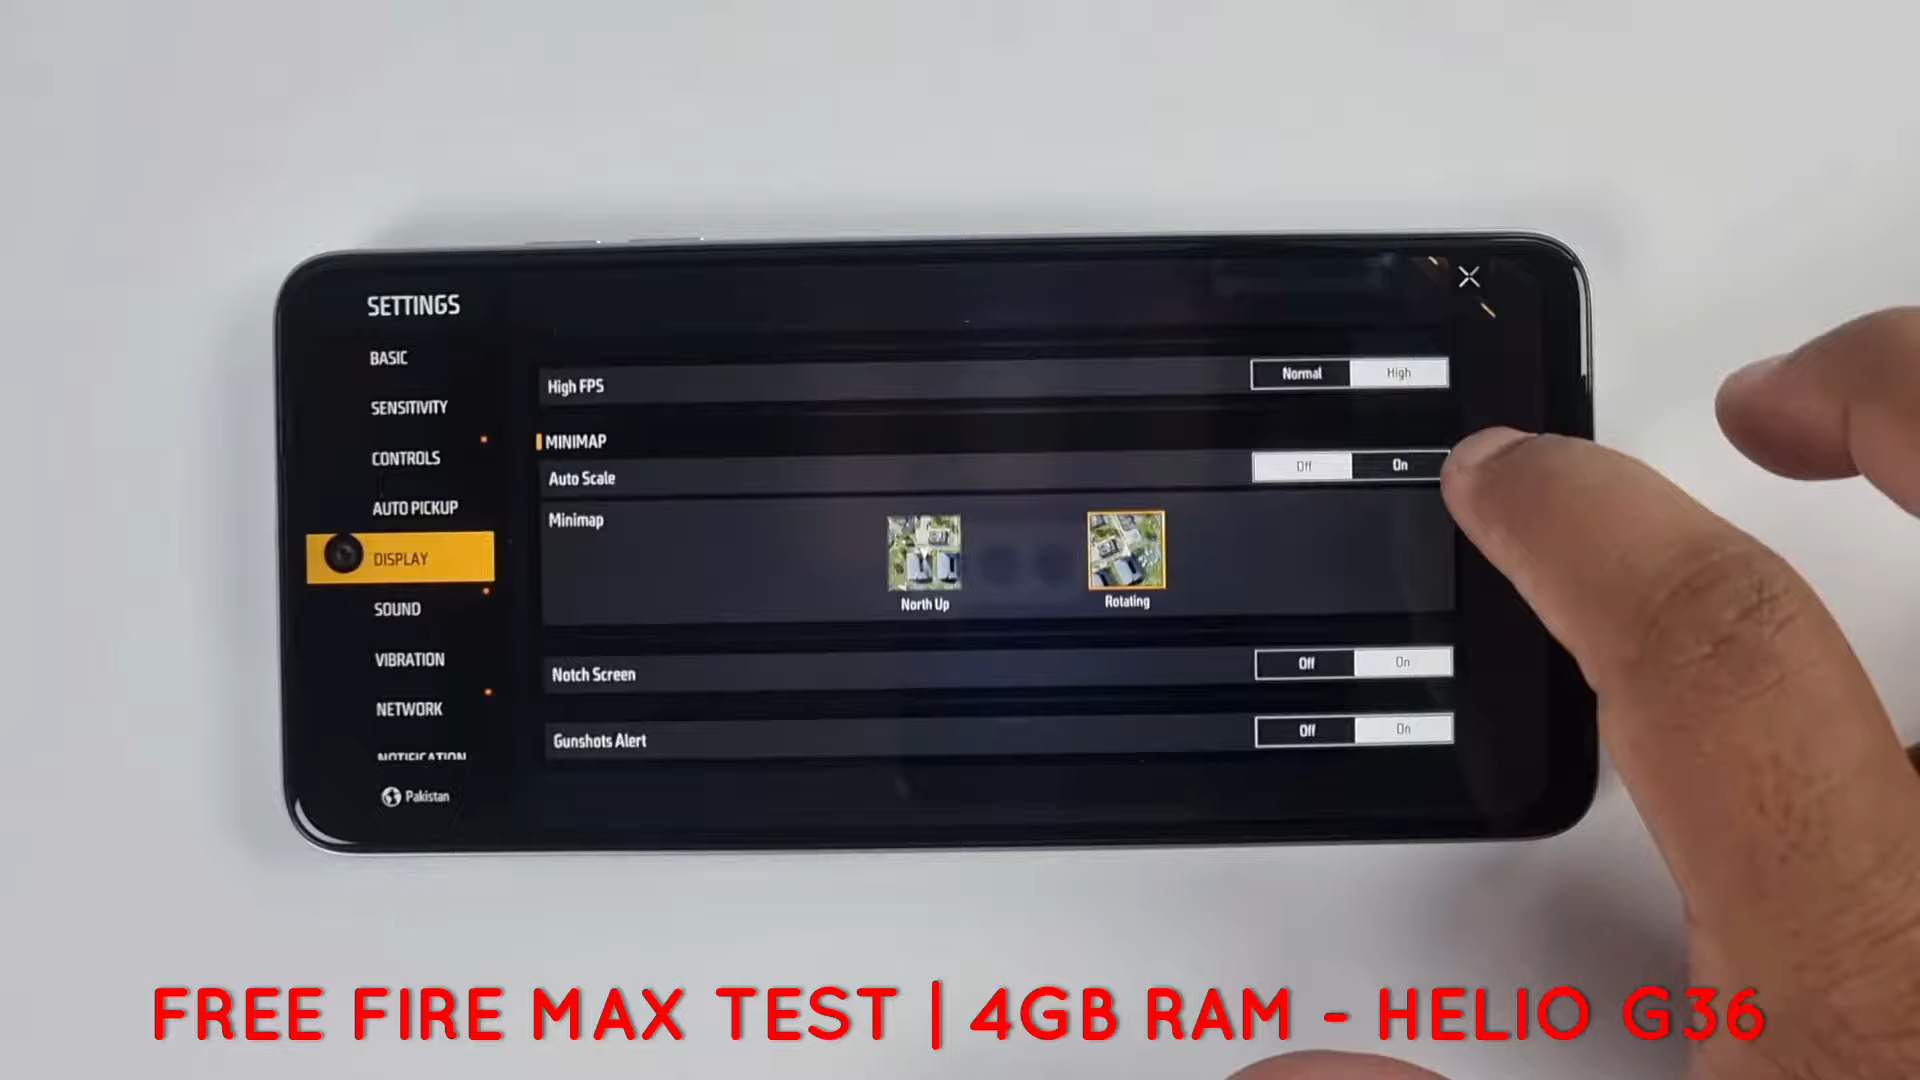 SETTINGS
BASIC
SENSITIVITY
CONTROLS
AUTO PICKUP
DISPLAY
SOUND
VIBRATION
NETWORK
NOTIFICATION
Pakistan
High FPS
Normal High
MINIMAP
Auto Scale
Off On
Minimap
North Up
Rotating
Notch Screen
Off On
Gunshots Alert
Off On
FREE FIRE MAX TEST | 4GB RAM - HELIO G36